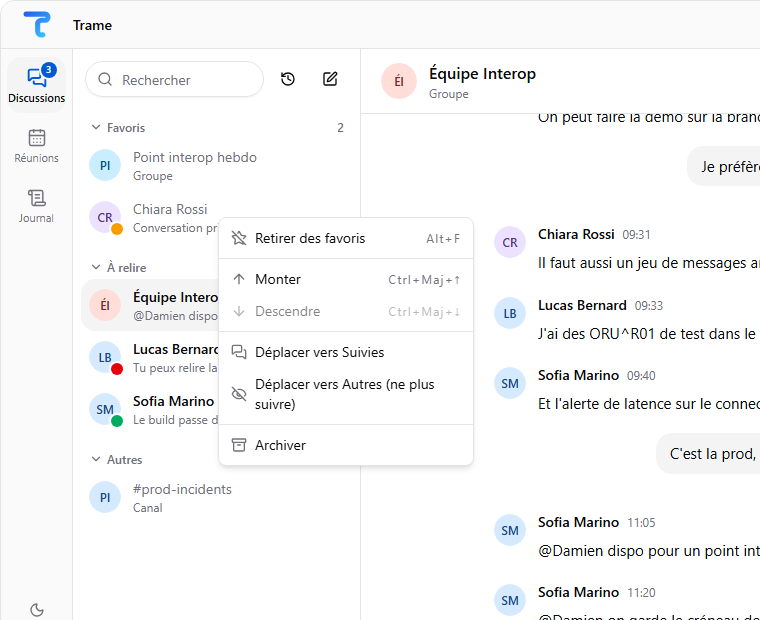 Trame
3
Discussions
Réunions
Journal
Rechercher
Favoris 2
PI Point interop hebdo
Groupe
CR Chiara Rossi
Conversation pr
À relire
ÉI Équipe Intero
@Damien dispo
LB Lucas Bernard
Tu peux relire la
SM Sofia Marino
Le build passe d
Autres
PI #prod-incidents
Canal
Retirer des favoris Alt+F
Monter Ctrl+Maj+↑
Descendre Ctrl+Maj+↓
Déplacer vers Suivies
Déplacer vers Autres (ne plus
suivre)
Archiver
ÉI Équipe Interop
Groupe
On peut faire la démo sur la bran
Je préfèr
CR Chiara Rossi 09:31
Il faut aussi un jeu de messages a
LB Lucas Bernard 09:33
J'ai des ORU^R01 de test dans le
SM Sofia Marino 09:40
Et l'alerte de latence sur le connec
C'est la prod,
SM Sofia Marino 11:05
@Damien dispo pour un point int
SM Sofia Marino 11:20
@Damien on garde le créneau de